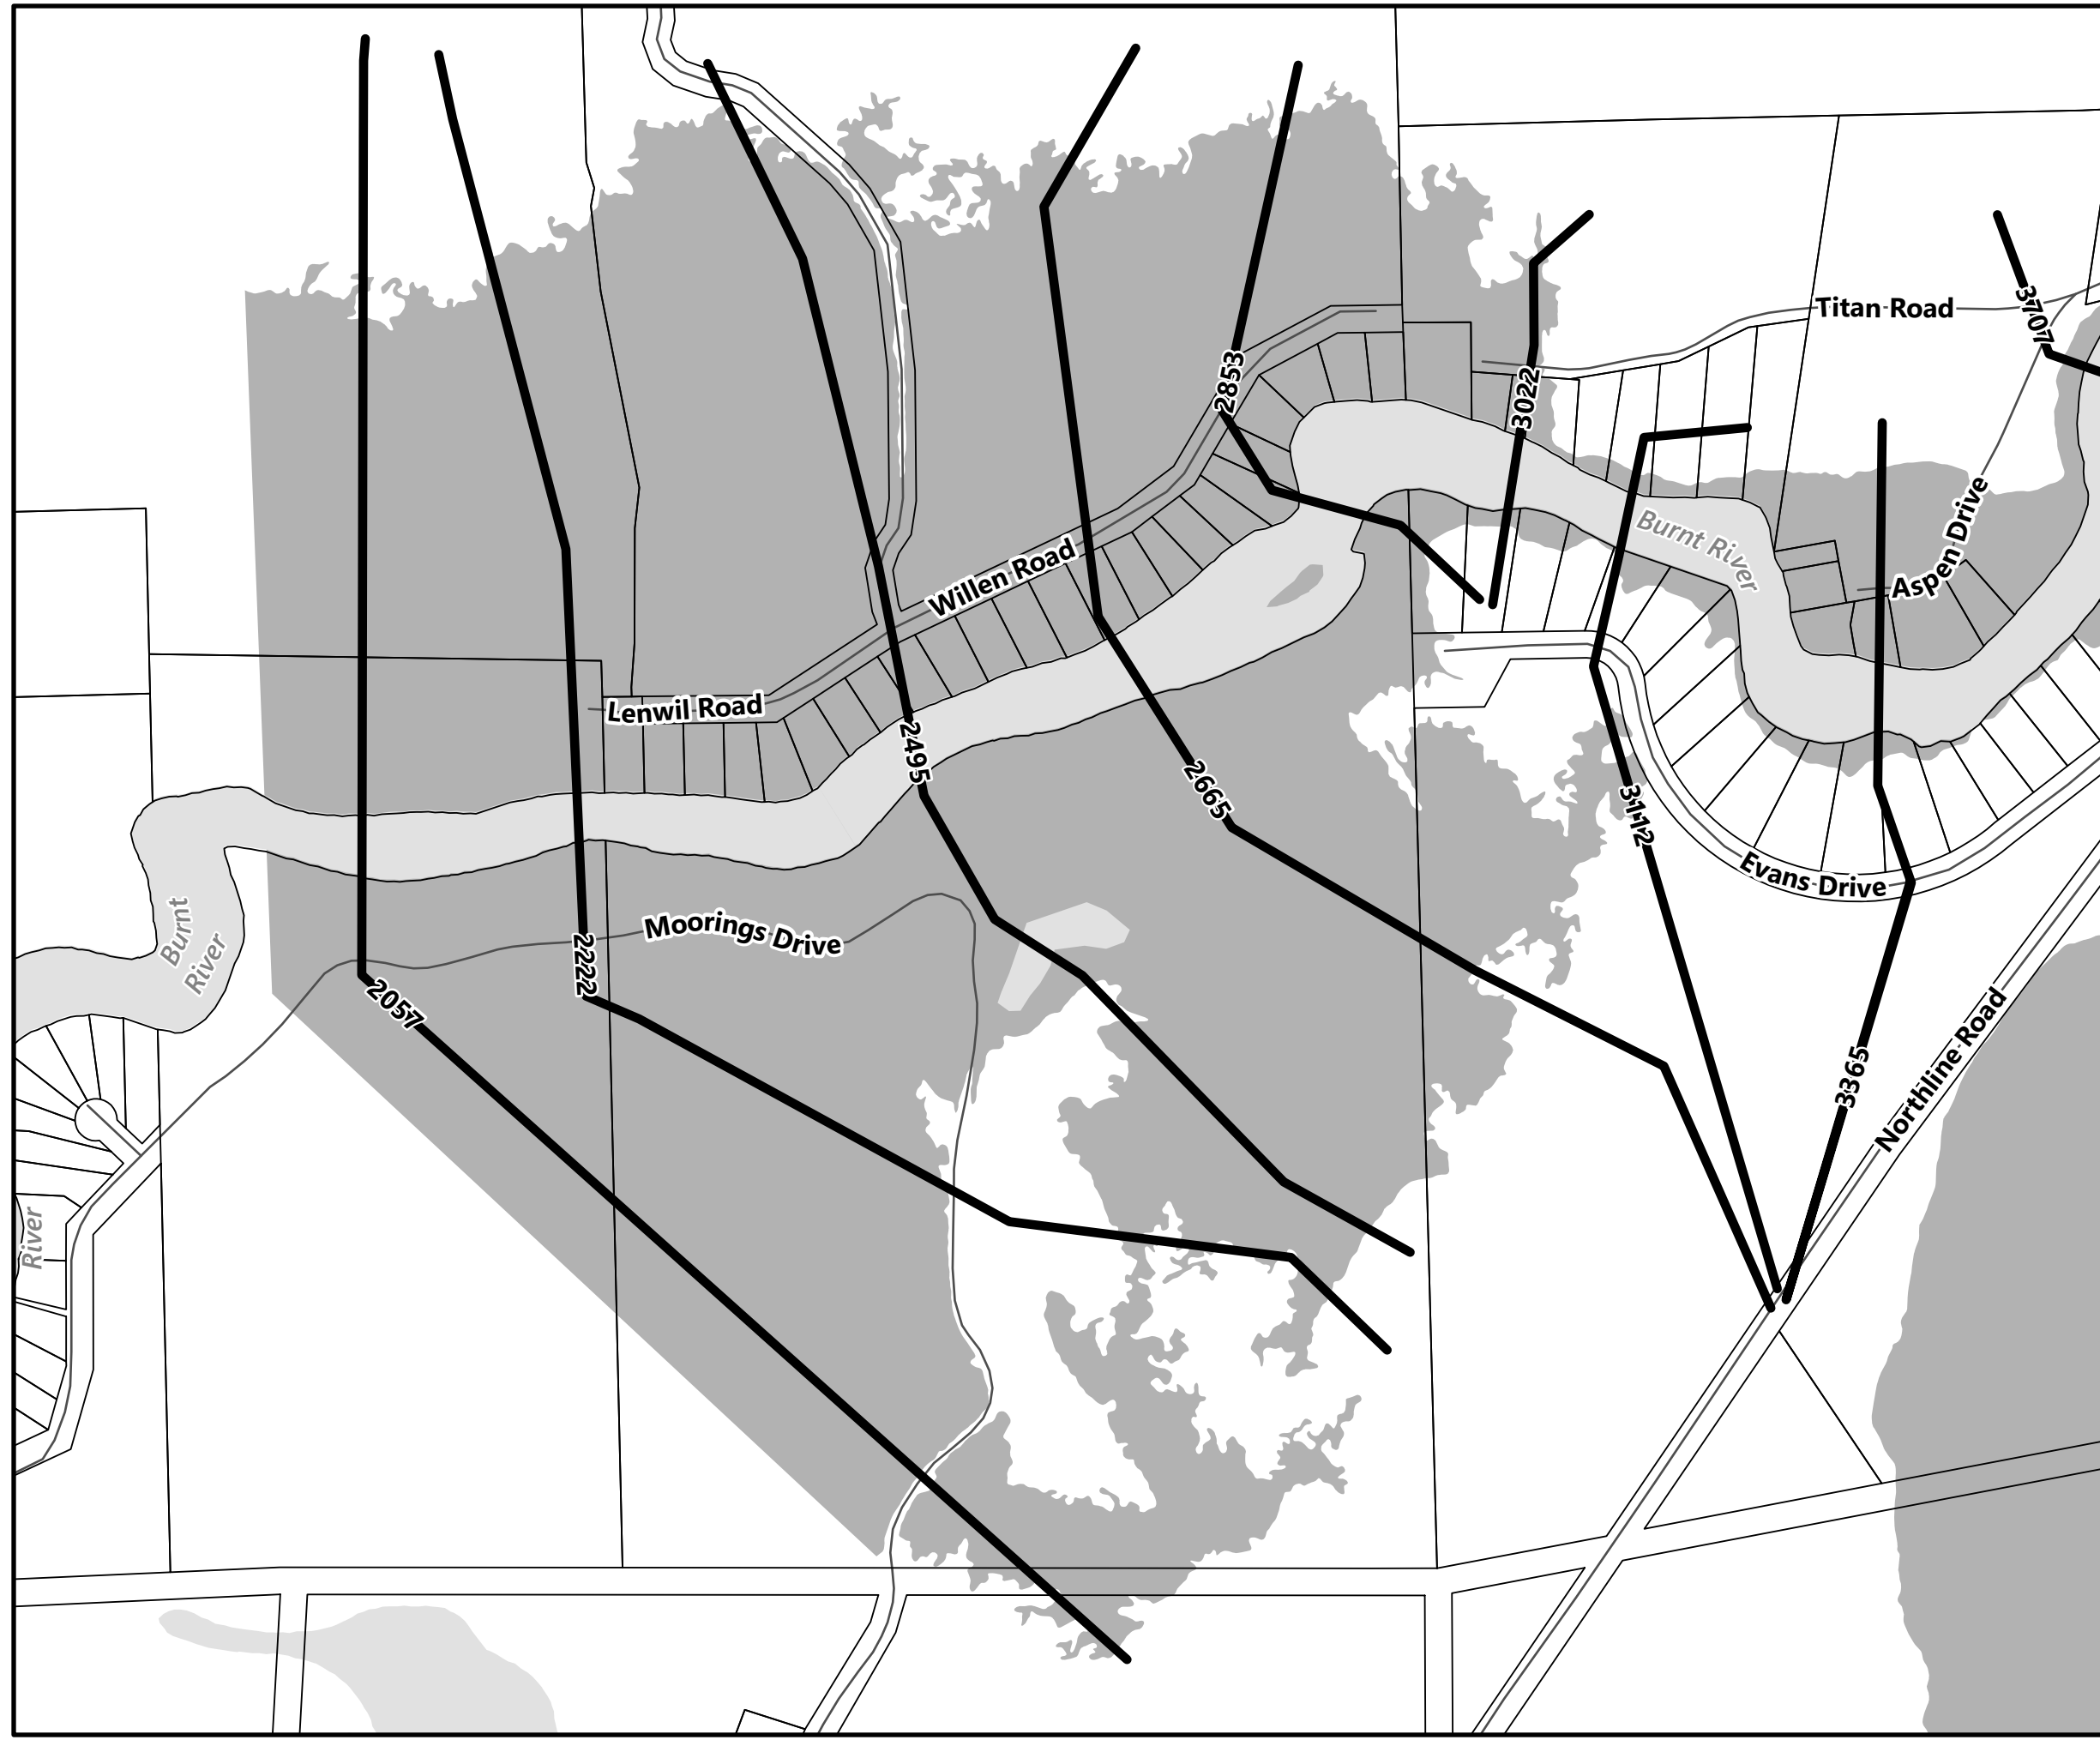 Titan Road
3707
2853
3022
Burnt River
Aspen Drive
Willen Road
Lenwil Road
2495
2665
3112
Evans Drive
Burnt
River
Moorings Drive
2222
2057
Northline Road
3365
River